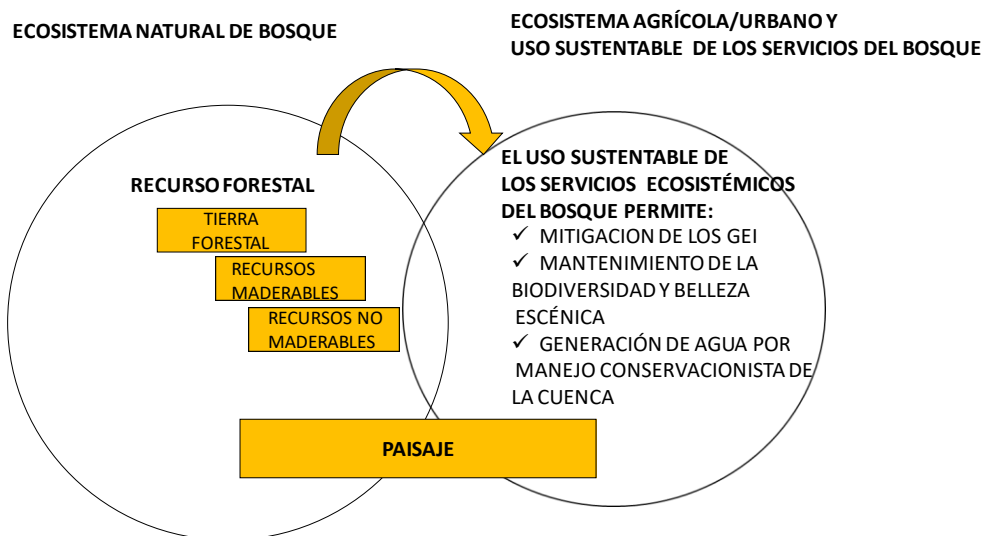 ECOSISTEMA NATURAL DE BOSQUE
ECOSISTEMA AGRÍCOLA/URBANO Y
USO SUSTENTABLE DE LOS SERVICIOS DEL BOSQUE
RECURSO FORESTAL
TIERRA
FORESTAL
RECURSOS
MADERABLES
RECURSOS NO
MADERABLES
EL USO SUSTENTABLE DE
LOS SERVICIOS ECOSISTÉMICOS
DEL BOSQUE PERMITE:
✓ MITIGACION DE LOS GEI
✓ MANTENIMIENTO DE LA
BIODIVERSIDAD Y BELLEZA
ESCÉNICA
✓ GENERACIÓN DE AGUA POR
MANEJO CONSERVACIONISTA DE
LA CUENCA
PAISAJE